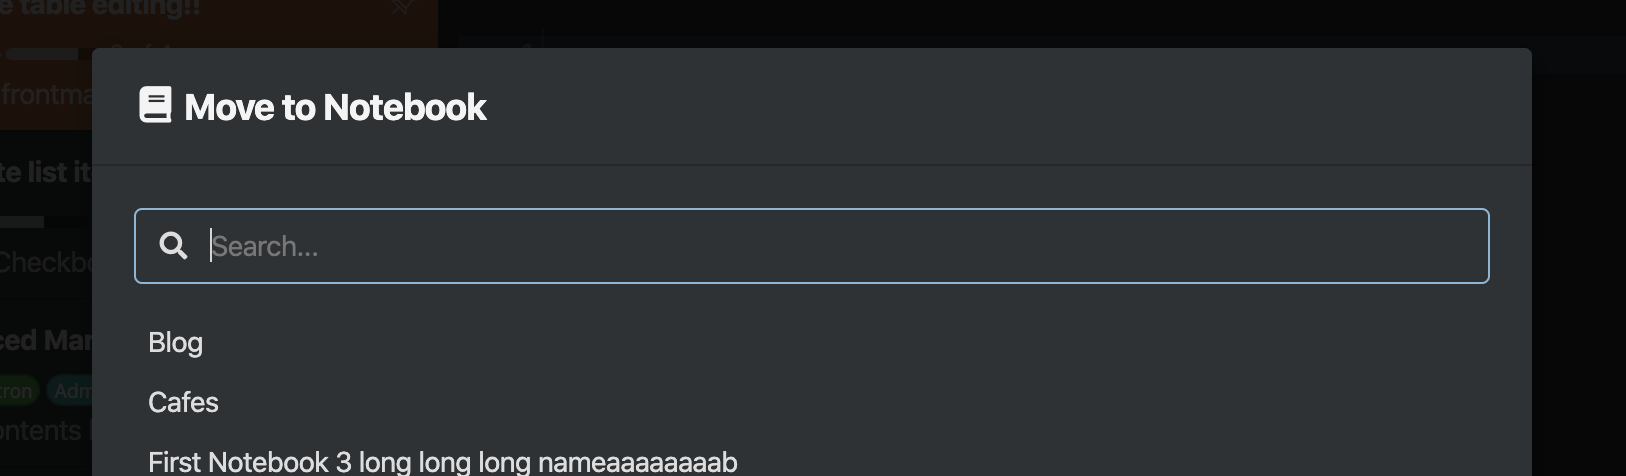 e table editing!!
frontma
Move to Notebook
te list it
Search...
Checkbo
Blog
ced Mar
tron
Adm
Cafes
ontents
First Notebook 3 long long long nameaaaaaaaab